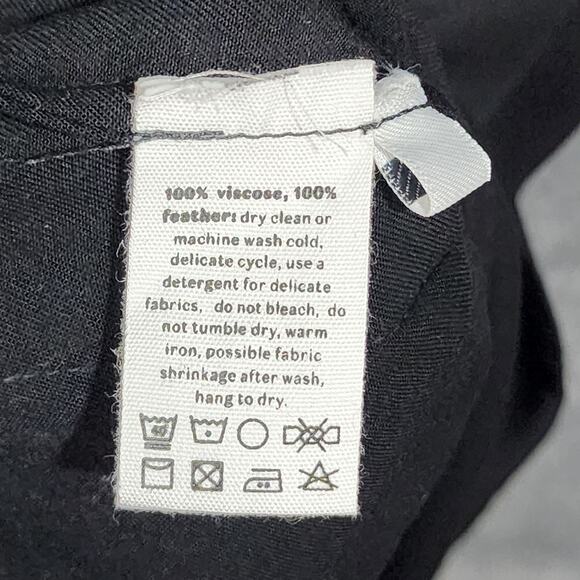 100% viscose, 100%
feather: dry clean or
machine wash cold,
delicate cycle, use a
detergent for delicate
fabrics, do not bleach, do
not tumble dry, warm
iron, possible fabric
shrinkage after wash,
hang to dry.
40